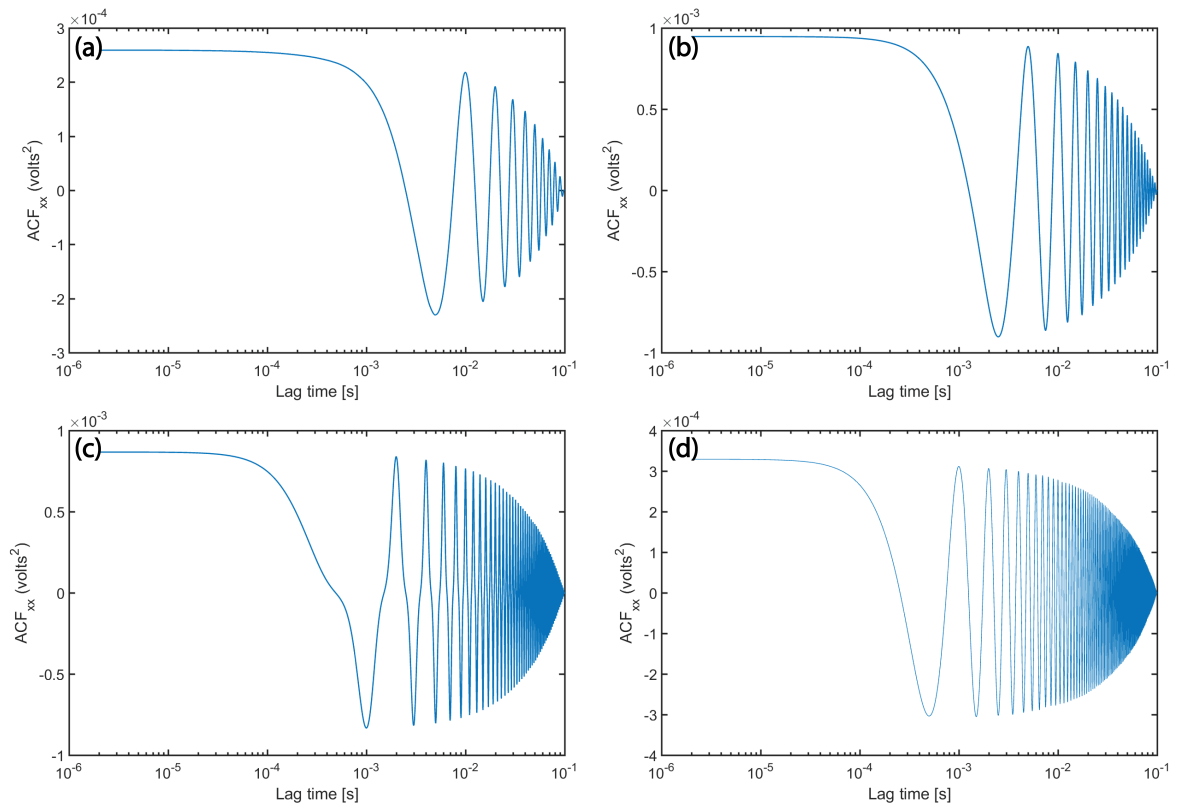 ×10⁻⁴
(a)
3
2
1
0
-1
-2
-3
ACFₓₓ (volts²)
10⁻⁶ 10⁻⁵ 10⁻⁴ 10⁻³ 10⁻² 10⁻¹
Lag time [s]
×10⁻³
(b)
1
0.5
0
-0.5
-1
ACFₓₓ (volts²)
10⁻⁶ 10⁻⁵ 10⁻⁴ 10⁻³ 10⁻² 10⁻¹
Lag time [s]
×10⁻³
(c)
1
0.5
0
-0.5
-1
ACFₓₓ (volts²)
10⁻⁶ 10⁻⁵ 10⁻⁴ 10⁻³ 10⁻² 10⁻¹
Lag time [s]
×10⁻⁴
(d)
4
3
2
1
0
-1
-2
-3
-4
ACFₓₓ (volts²)
10⁻⁶ 10⁻⁵ 10⁻⁴ 10⁻³ 10⁻² 10⁻¹
Lag time [s]